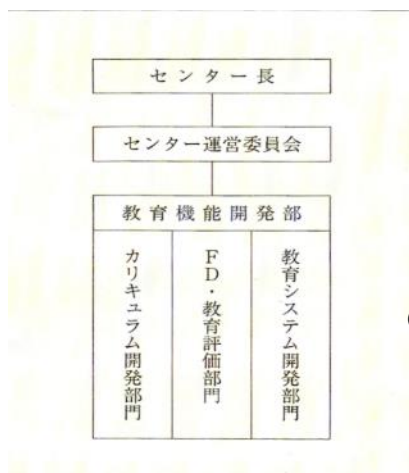 センター長
センター運営委員会
教育機能開発部
カリキュラム開発部門
FD・教育評価部門
教育システム開発部門